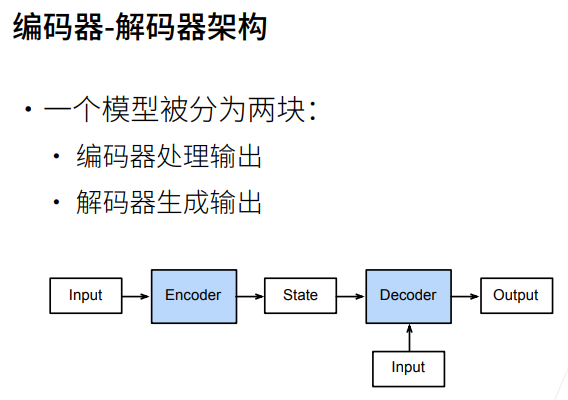 编码器-解码器架构
• 一个模型被分为两块：
• 编码器处理输出
• 解码器生成输出
Input
Encoder
State
Decoder
Output
Input